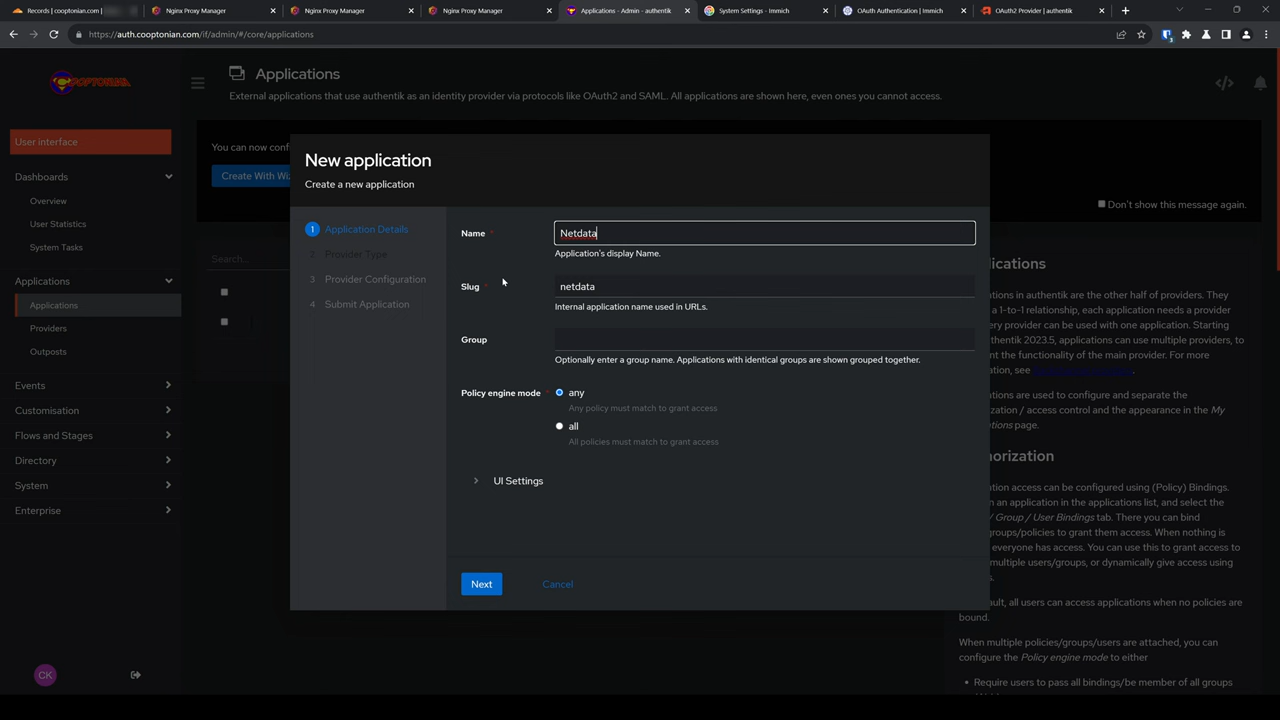 Records | cooptonian.com |
Nginx Proxy Manager
Nginx Proxy Manager
Nginx Proxy Manager
Applications - Admin - authentik
System Settings - Immich
OAuth Authentication | Immich
OAuth2 Provider | authentik
https://auth.cooptonian.com/if/admin/#/core/applications
COOPTONIAN
Applications
External applications that use authentik as an identity provider via protocols like OAuth2 and SAML. All applications are shown here, even ones you cannot access.
User interface
You can now conf
Create With Wiz
Don't show this message again.
Dashboards
Overview
User Statistics
System Tasks
Applications
Applications
Providers
Outposts
Events
Customisation
Flows and Stages
Directory
System
Enterprise
CK
Search...
New application
Create a new application
1 Application Details
2 Provider Type
3 Provider Configuration
4 Submit Application
Name *
Netdata
Application's display Name.
Slug *
netdata
Internal application name used in URLs.
Group
Optionally enter a group name. Applications with identical groups are shown grouped together.
Policy engine mode *
any
Any policy must match to grant access
all
All policies must match to grant access
UI Settings
Next
Cancel
plications
ns in authentik are the other half of providers. They
a 1-to-1 relationship, each application needs a provider
very provider can be used with one application. Starting
thentik 2023.5, applications can use multiple providers, to
nt the functionality of the main provider. For more
ation, see
ations are used to configure and separate the
zation / access control and the appearance in the My
page.
horization
ation access can be configured using (Policy) Bindings.
n an application in the applications list, and select the
/ Group / User Bindings tab. There you can bind
groups/policies to grant them access. When nothing is
everyone has access. You can use this to grant access to
multiple users/groups, or dynamically give access using
s.
ault, all users can access applications when no policies are
bound.
When multiple policies/groups/users are attached, you can
configure the Policy engine mode to either
• Require users to pass all bindings/be member of all groups